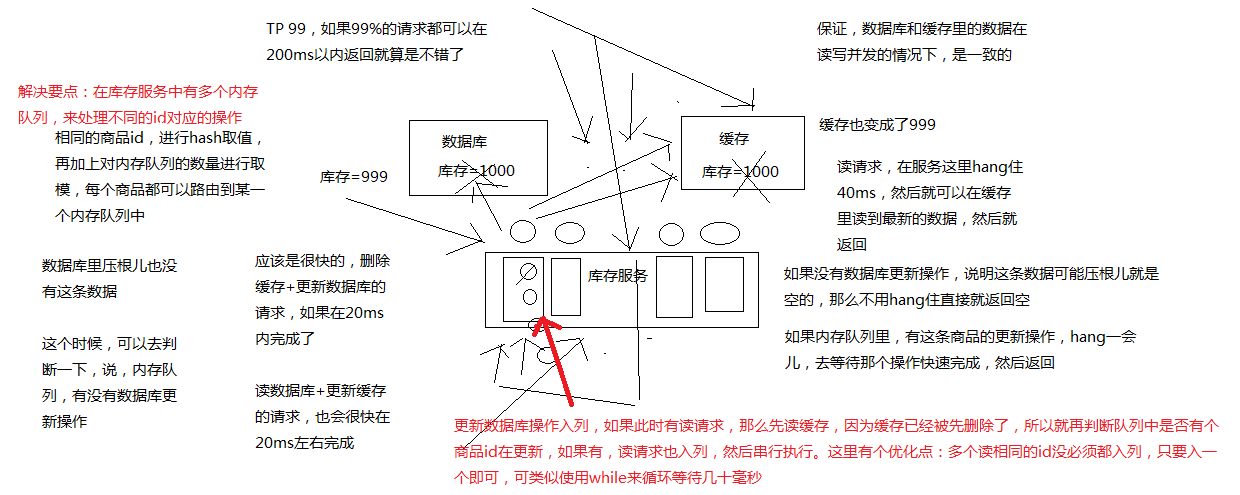 TP 99，如果99%的请求都可以在
200ms以内返回就算是不错了
保证，数据库和缓存里的数据在
读写并发的情况下，是一致的
解决要点：在库存服务中有多个内存
队列，来处理不同的id对应的操作
相同的商品id，进行hash取值，
再加上对内存队列的数量进行取
模，每个商品都可以路由到某一
个内存队列中
库存=999
数据库
库存=1000
缓存
库存=1000
缓存也变成了999
读请求，在服务这里hang住
40ms，然后就可以在缓存
里读到最新的数据，然后就
返回
数据库里压根儿也没
有这条数据
应该是很快的，删除
缓存+更新数据库的
请求，如果在20ms
内完成了
库存服务
如果没有数据库更新操作，说明这条数据可能压根儿就是
空的，那么不用hang住直接就返回空
这个时候，可以去判
断一下，说，内存队
列，有没有数据库更
新操作
如果内存队列里，有这条商品的更新操作，hang一会
儿，去等待那个操作快速完成，然后返回
读数据库+更新缓存
的请求，也会很快在
20ms左右完成
更新数据库操作入列，如果此时有读请求，那么先读缓存，因为缓存已经被先删除了，所以就再判断队列中是否有个
商品id在更新，如果有，读请求也入列，然后串行执行。这里有个优化点：多个读相同的id没必须都入列，只要入一
个即可，可类似使用while来循环等待几十毫秒